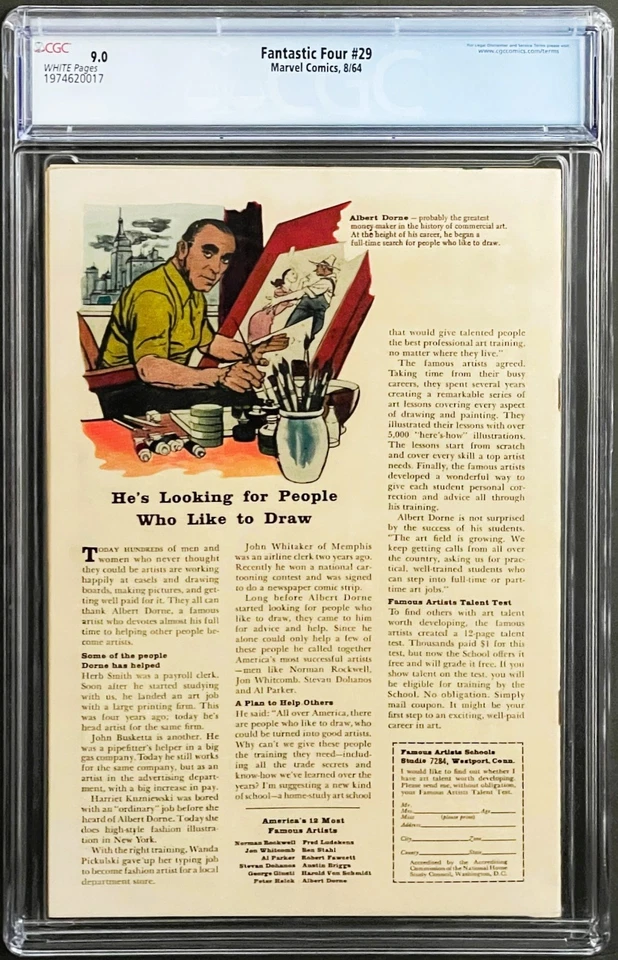 CGC
9.0
WHITE Pages
1974620017
Fantastic Four #29
Marvel Comics, 8/64
www.cgccomics.com/terms
Albert Dorne — probably the greatest
money-maker in the history of commercial art.
At the height of his career, he began a
full-time search for people who like to draw.
He's Looking for People
Who Like to Draw
TODAY HUNDREDS of men and
women who never thought
they could be artists are working
happily at easels and drawing
boards, making pictures, and get-
ting well paid for it. They all can
thank Albert Dorne, a famous
artist who devotes almost his full
time to helping other people be-
come artists.
Some of the people
Dorne has helped
Herb Smith was a payroll clerk.
Soon after he started studying
with us, he landed an art job
with a large printing firm. This
was four years ago; today he's
head artist for the same firm.
John Busketta is another. He
was a pipefitter's helper in a big
gas company. Today he still works
for the same company, but as an
artist in the advertising depart-
ment, with a big increase in pay.
Harriet Kuzniewski was bored
with an "ordinary" job before she
heard of Albert Dorne. Today she
does high-style fashion illustra-
tion in New York.
With the right training, Wanda
Pickulski gave up her typing job
to become fashion artist for a local
department store.
John Whitaker of Memphis
was an airline clerk two years ago.
Recently he won a national car-
tooning contest and was signed
to do a newspaper comic strip.
Long before Albert Dorne
started looking for people who
like to draw, they came to him
for advice and help. Since he
alone could only help a few of
these people he called together
America's most successful artists
—men like Norman Rockwell,
Jon Whitcomb, Stevan Dohanos
and Al Parker.
A Plan to Help Others
He said: "All over America, there
are people who like to draw, who
could be turned into good artists.
Why can't we give these people
the training they need—includ-
ing all the trade secrets and
know-how we've learned over the
years? I'm suggesting a new kind
of school—a home-study art school
America's 12 Most
Famous Artists
Norman Rockwell Fred Ludekens
Jon Whitcomb Ben Stahl
Al Parker Robert Fawcett
Stevan Dohanos Austin Briggs
George Giusti Harold Von Schmidt
Peter Helck Albert Dorne
that would give talented people
the best professional art training,
no matter where they live."
The famous artists agreed.
Taking time from their busy
careers, they spent several years
creating a remarkable series of
art lessons covering every aspect
of drawing and painting. They
illustrated their lessons with over
5,000 "here's-how" illustrations.
The lessons start from scratch
and cover every skill a top artist
needs. Finally, the famous artists
developed a wonderful way to
give each student personal cor-
rection and advice all through
his training.
Albert Dorne is not surprised
by the success of his students.
"The art field is growing. We
keep getting calls from all over
the country, asking us for prac-
tical, well-trained students who
can step into full-time or part-
time art jobs."
Famous Artists Talent Test
To find others with art talent
worth developing, the famous
artists created a 12-page talent
test. Thousands paid $1 for this
test, but now the School offers it
free and will grade it free. If you
show talent on the test, you will
be eligible for training by the
School. No obligation. Simply
mail coupon. It might be your
first step to an exciting, well-paid
career in art.
Famous Artists Schools
Studio 7284, Westport, Conn.
I would like to find out whether I
have art talent worth developing.
Please send me, without obligation,
your Famous Artists Talent Test.
Mr.
Mrs. Age
Miss (please print)
Address
City Zone
County State
Accredited by the Accrediting
Commission of the National Home
Study Council, Washington, D.C.